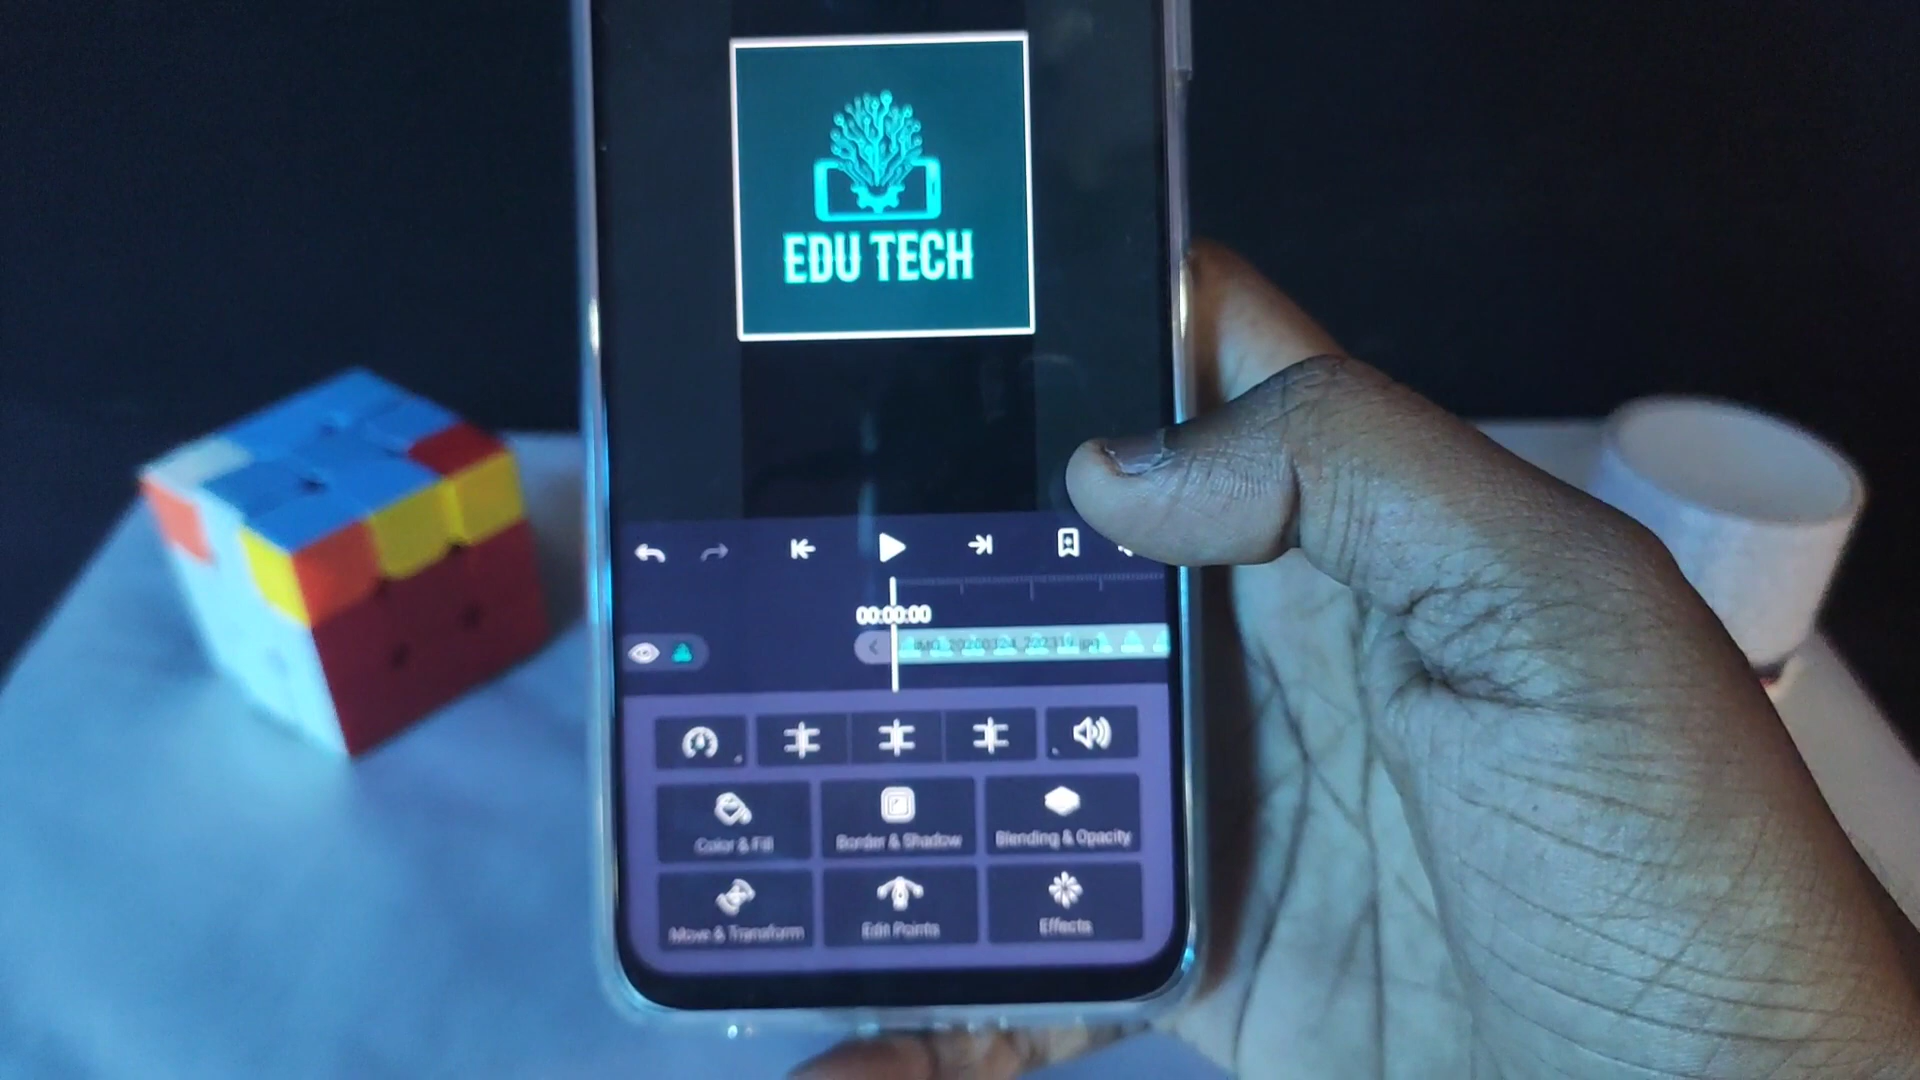 EDU TECH
00:00:00
Color & Fill
Border & Shadow
Blending & Opacity
Move & Transform
Edit Points
Effects